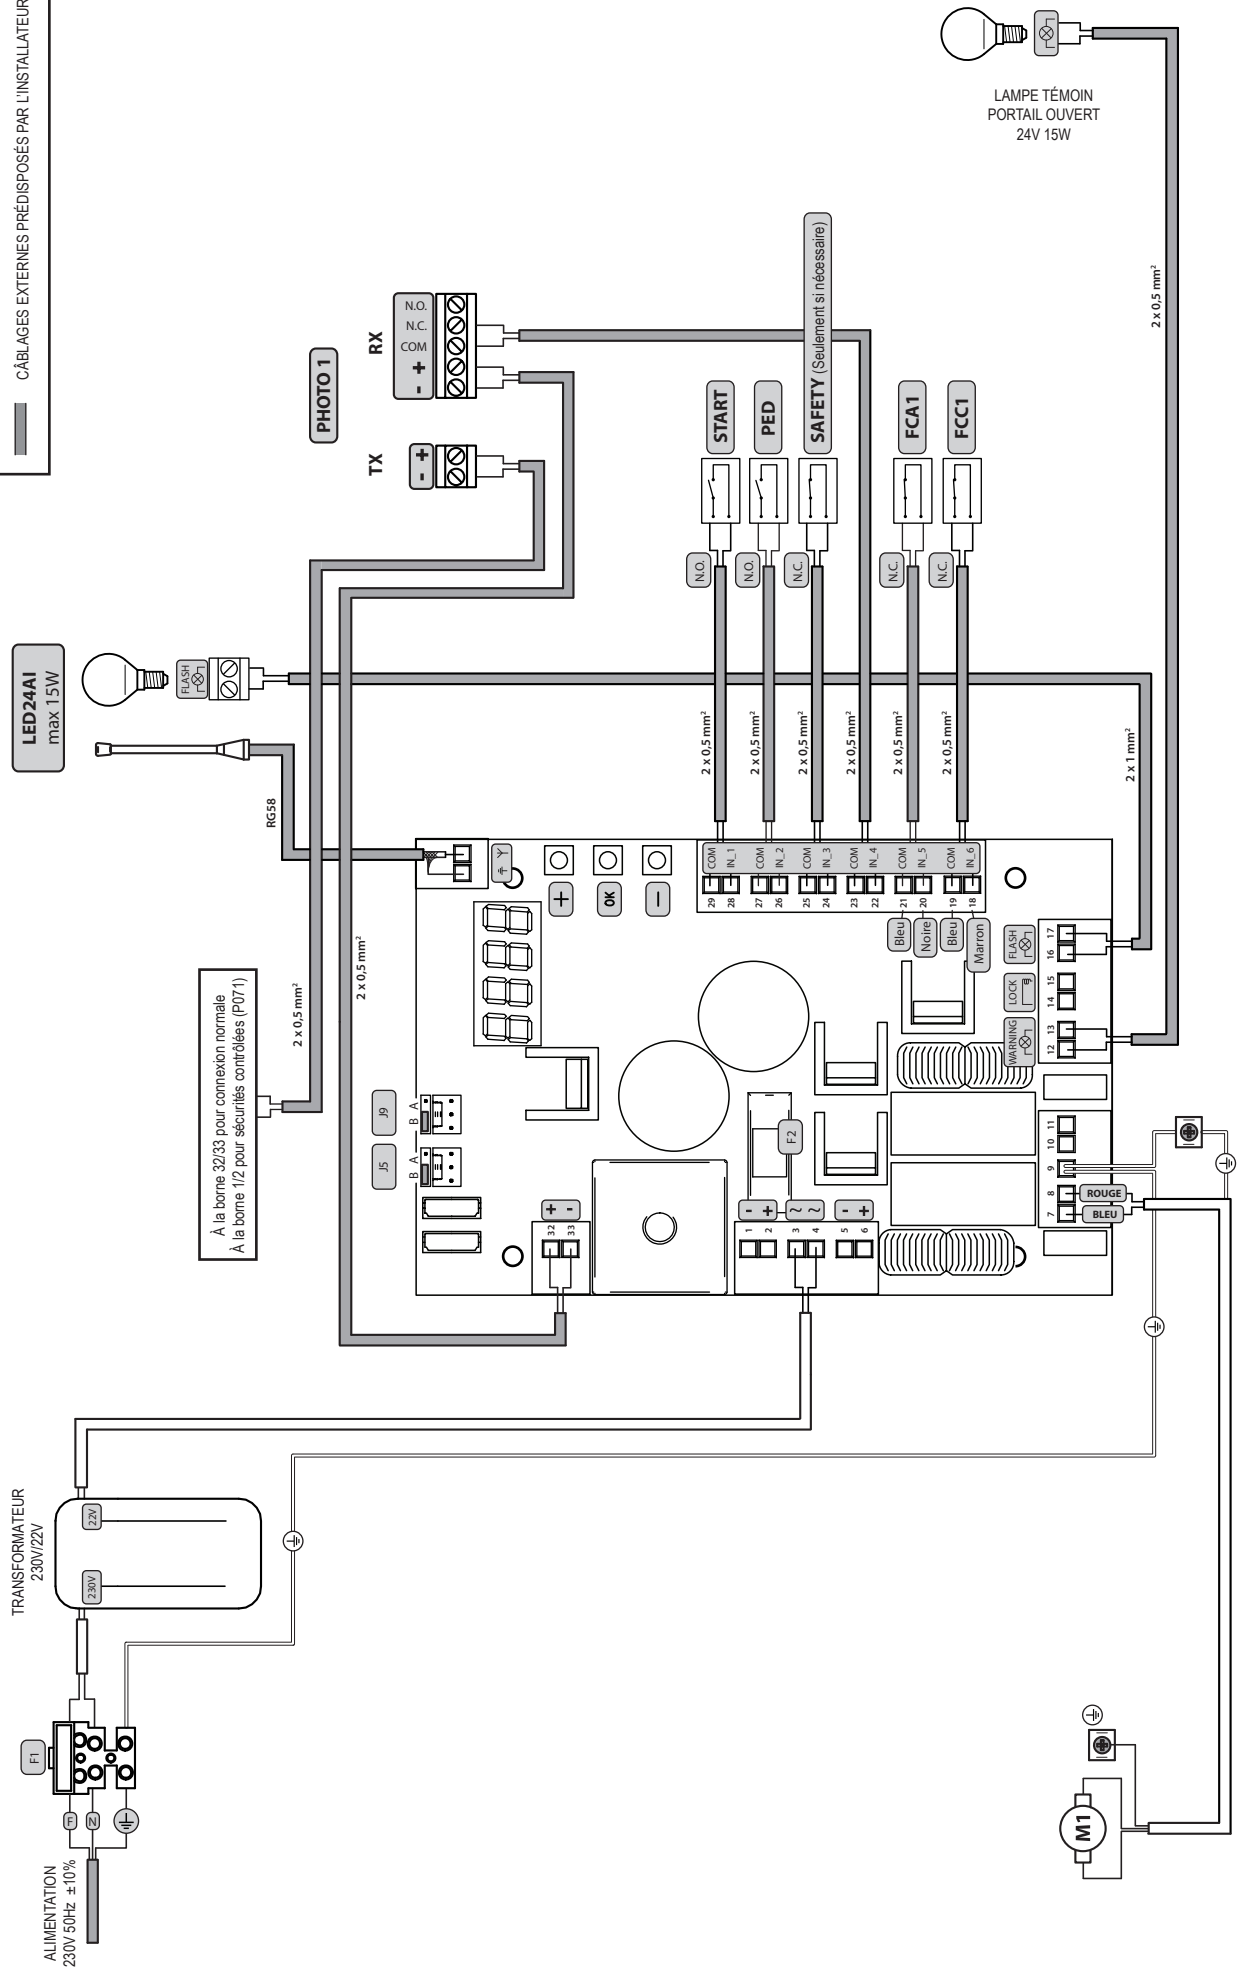 CÂBLAGES EXTERNES PRÉDISPOSÉS PAR L'INSTALLATEUR
LAMPE TÉMOIN
PORTAIL OUVERT
24V 15W
2 x 0,5 mm²
PHOTO 1
RX
N.O.
N.C.
COM
+
-
TX
+
-
LED24AI
max 15W
FLASH
RG58
À la borne 32/33 pour connexion normale
À la borne 1/2 pour sécurités contrôlées (P071)
2 x 0,5 mm²
2 x 0,5 mm²
START
PED
SAFETY (Seulement si nécessaire)
FCA1
FCC1
N.O.
N.O.
N.C.
N.C.
N.C.
2 x 0,5 mm²
2 x 0,5 mm²
2 x 0,5 mm²
2 x 0,5 mm²
2 x 0,5 mm²
2 x 0,5 mm²
2 x 1 mm²
+
OK
-
29 COM
28 IN_1
27 COM
26 IN_2
25 COM
24 IN_3
23 COM
22 IN_4
21 COM
20 IN_5
19 COM
18 IN_6
Bleu
Noire
Bleu
Marron
FLASH
LOCK
WARNING
17
16
15
14
13
12
11
10
9
8
7
ROUGE
BLEU
J9
J5
B A
B A
F2
32 +
33 -
1 -
2 +
3 ~
4 ~
5 -
6 +
TRANSFORMATEUR
230V/22V
230V
22V
F1
F
N
ALIMENTATION
230V 50Hz ±10%
M1